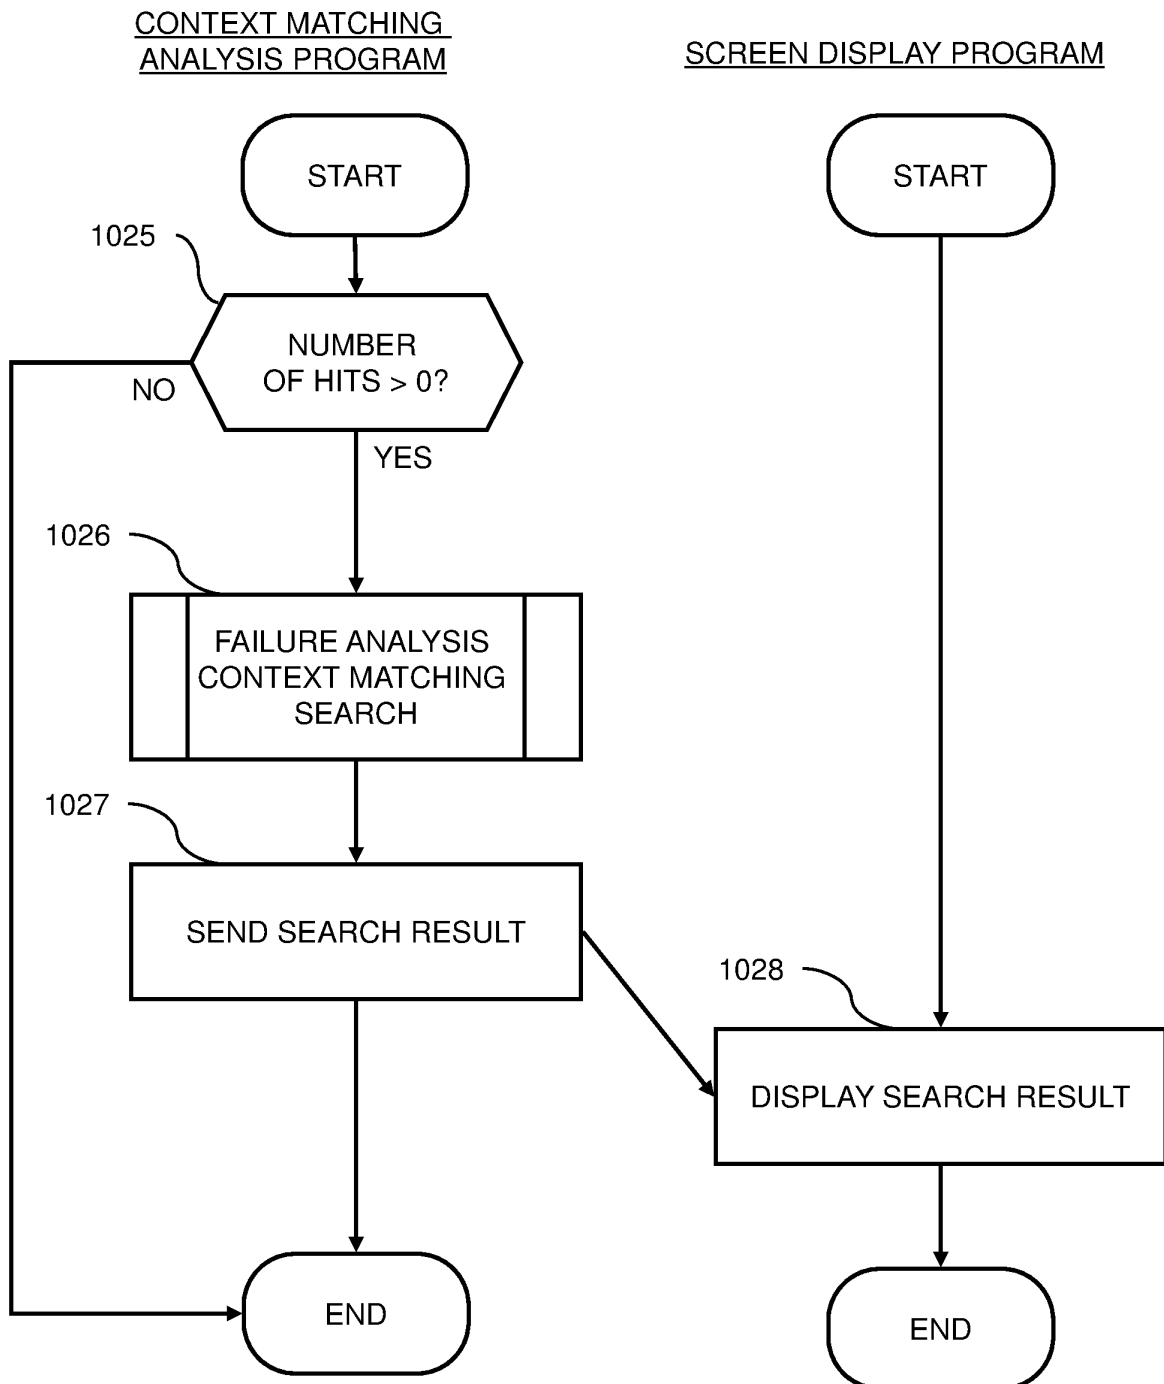 CONTEXT MATCHING
ANALYSIS PROGRAM
SCREEN DISPLAY PROGRAM
START
START
1025
NUMBER
OF HITS > 0?
NO
YES
1026
FAILURE ANALYSIS
CONTEXT MATCHING
SEARCH
1027
SEND SEARCH RESULT
1028
DISPLAY SEARCH RESULT
END
END